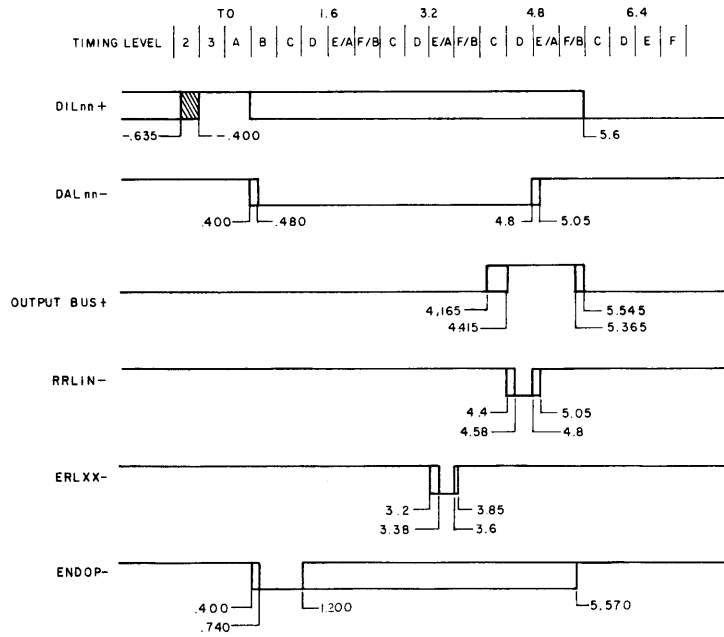 TO 1.6 3.2 4.8 6.4
TIMING LEVEL 2 3 A B C D E/A F/B C D E/A F/B C D E/A F/B C D E F
DILnn+
-.635 -.400 5.6
DALnn-
.400 .480 4.8 5.05
OUTPUT BUS+
4,165 5.545
4.415 5.365
RRLIN-
4.4 5.05
4.58 4.8
ERLXX-
3.2 3.85
3.38 3.6
ENDOP-
.400 1.200 5,570
.740